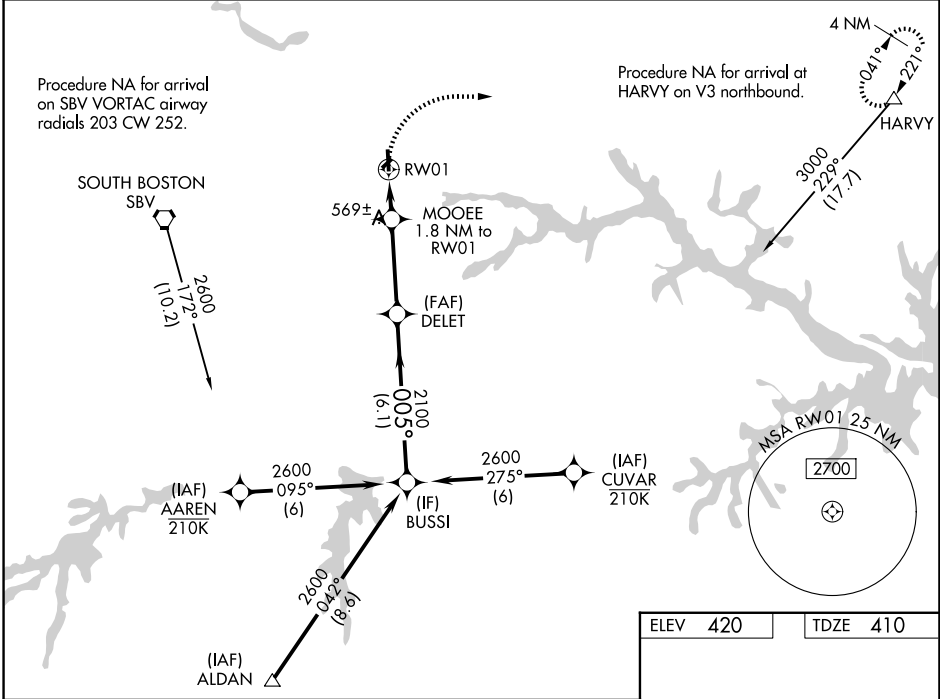 4 NM
041°
221°
HARVY
Procedure NA for arrival
on SBV VORTAC airway
radials 203 CW 252.
Procedure NA for arrival at
HARVY on V3 northbound.
3000
229°
(17.7)
RW01
SOUTH BOSTON
SBV
2600
172°
(10.2)
569±
MOOEE
1.8 NM to
RW01
(FAF)
DELET
2100
005°
(6.1)
MSA RW01 25 NM
2700
(IAF)
AAREN
210K
2600
095°
(6)
(IF)
BUSSI
2600
275°
(6)
(IAF)
CUVAR
210K
2600
042°
(8.6)
(IAF)
ALDAN
ELEV 420
TDZE 410